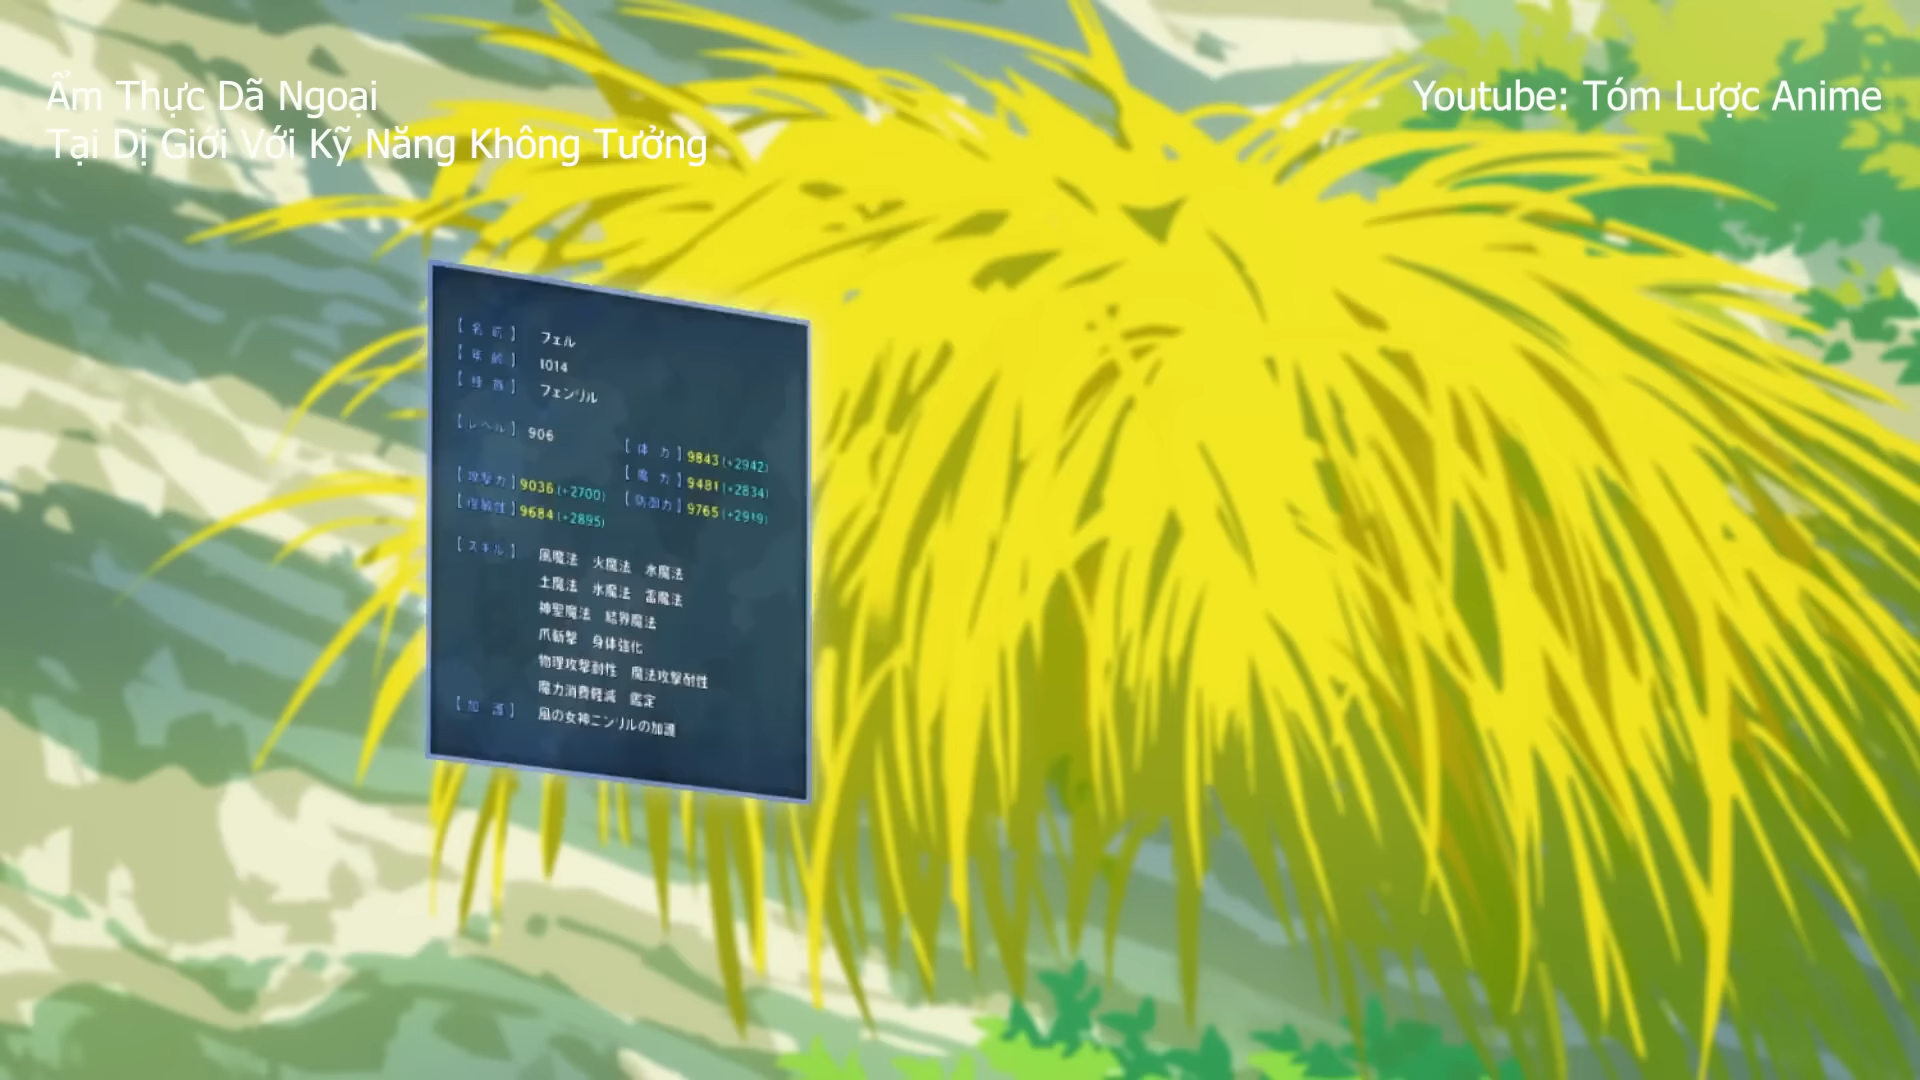 Ẩm Thực Dã Ngoại
Tại Dị Giới Với Kỹ Năng Không Tưởng
Youtube: Tóm Lược Anime
【名前】 フェル
【年齢】 1014
【種族】 フェンリル
【レベル】 906
【体力】9843(+2942)
【攻撃力】9036(+2700) 【魔力】9481(+2834)
【俊敏性】9684(+2895) 【防御力】9765(+2919)
【スキル】 風魔法 火魔法 水魔法
土魔法 氷魔法 雷魔法
神聖魔法 結界魔法
爪斬撃 身体強化
物理攻撃耐性 魔法攻撃耐性
魔力消費軽減 鑑定
【加護】 風の女神ニンリルの加護